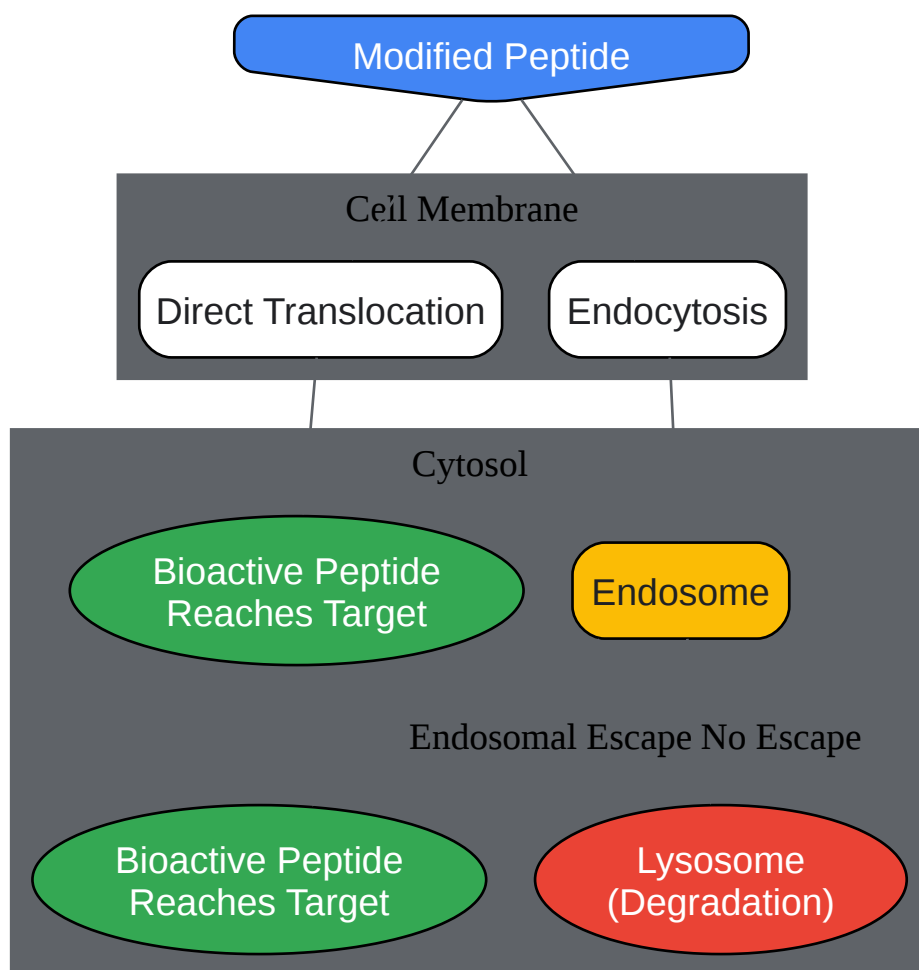 Modified Peptide
Cell Membrane
Direct Translocation
Endocytosis
Cytosol
Bioactive Peptide
Reaches Target
Endosome
Endosomal Escape
No Escape
Bioactive Peptide
Reaches Target
Lysosome
(Degradation)